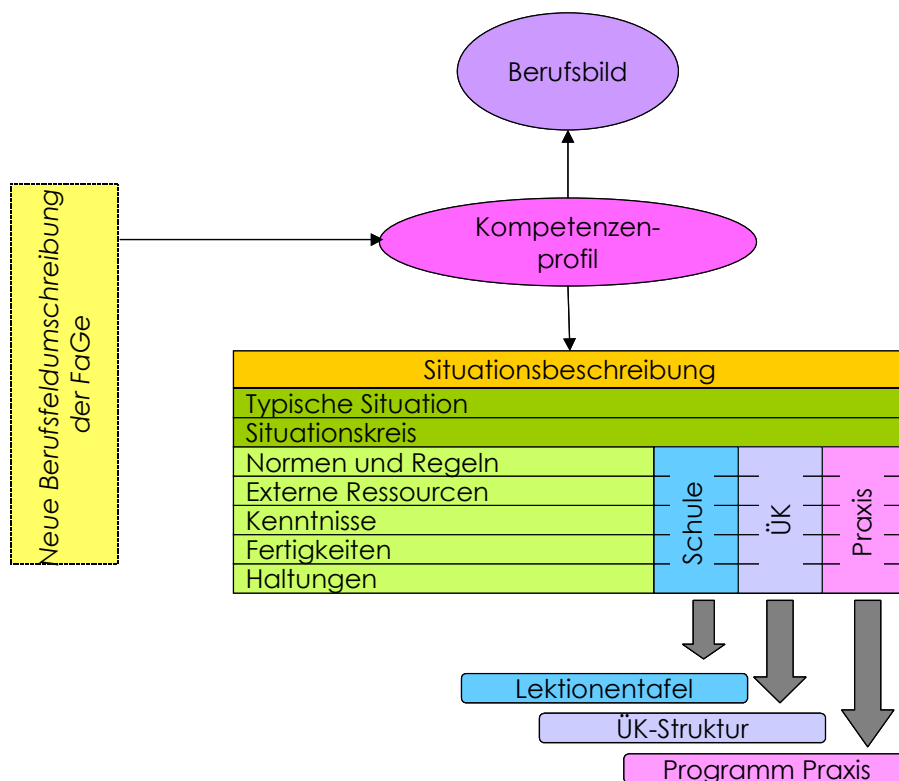 Berufsbild
Neue Berufsfeldumschreibung
der FaGe
Kompetenzen-
profil
Situationsbeschreibung
Typische Situation
Situationskreis
Normen und Regeln
Externe Ressourcen
Kenntnisse
Fertigkeiten
Haltungen
Schule
ÜK
Praxis
Lektionentafel
ÜK-Struktur
Programm Praxis